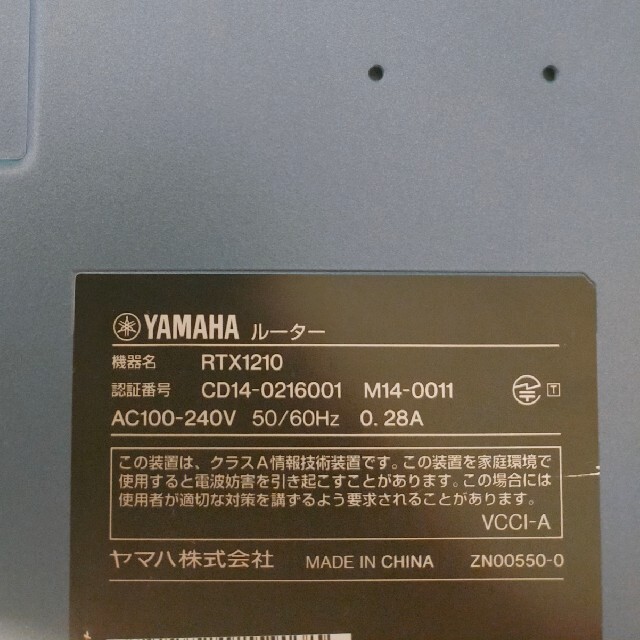 YAMAHA ルーター
機器名 RTX1210
認証番号 CD14-0216001 M14-0011
T
AC100-240V 50/60Hz 0.28A
この装置は、クラスA情報技術装置です。この装置を家庭環境で
使用すると電波妨害を引き起こすことがあります。この場合には
使用者が適切な対策を講ずるよう要求されることがあります。
VCCI-A
ヤマハ株式会社 MADE IN CHINA ZN00550-0